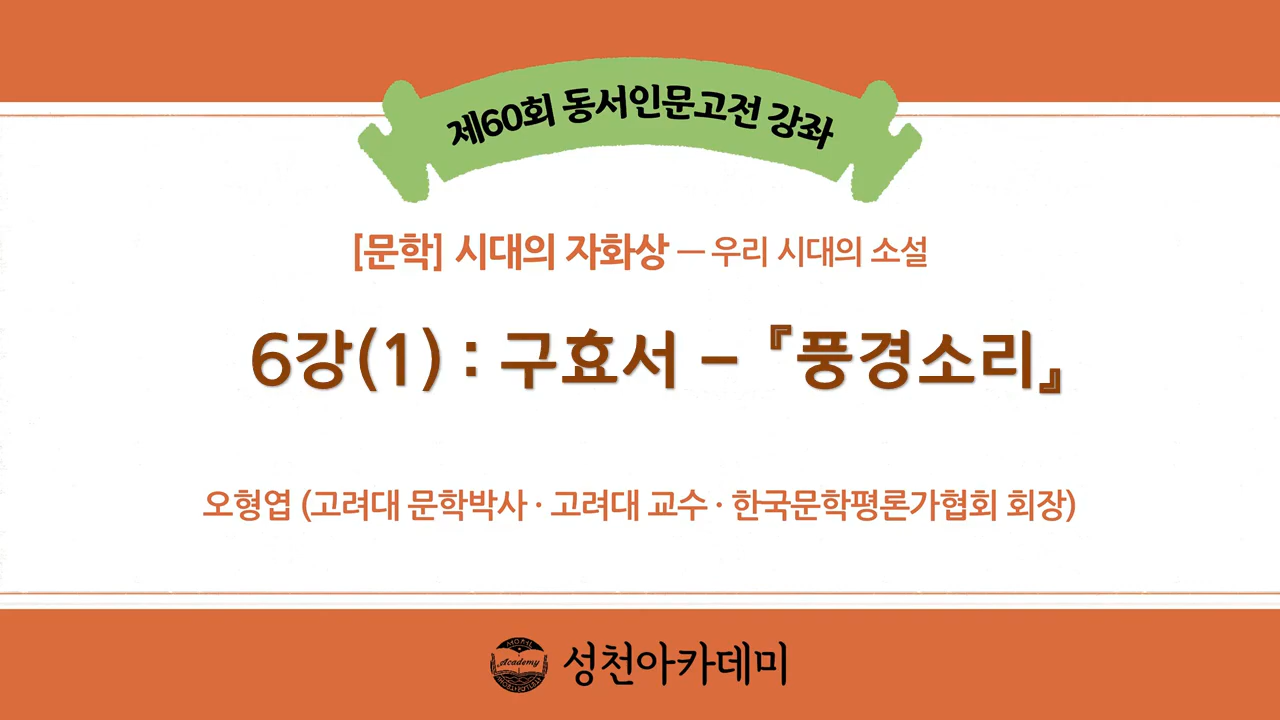 제60회 동서인문고전 강좌
[문학] 시대의 자화상 — 우리 시대의 소설
6강(1) : 구효서 – 『풍경소리』
오형엽 (고려대 문학박사 · 고려대 교수 · 한국문학평론가협회 회장)
Academy
성천아카데미